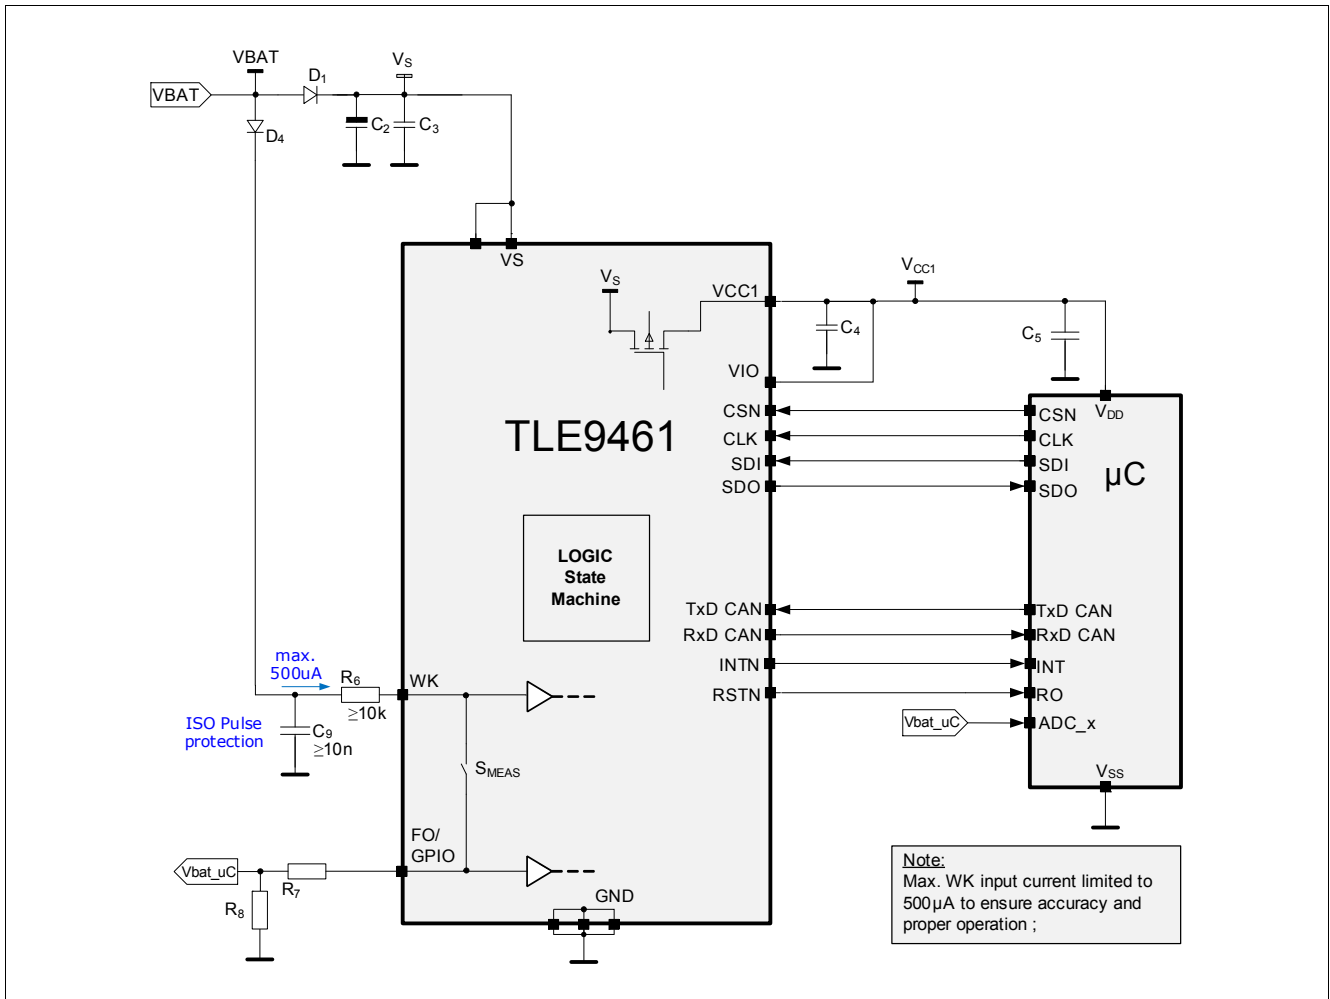 VBAT
VS
VBAT
D1
C2
C3
D4
VS
VS
VCC1
VCC1
C4
C5
VIO
TLE9461
CSN
CLK
SDI
SDO
VDD
CSN
CLK
SDI
SDO
µC
LOGIC
State
Machine
TxD CAN
RxD CAN
INTN
RSTN
TxD CAN
RxD CAN
INT
RO
ADC_x
Vbat_uC
VSS
max.
500uA
R6
≥10k
WK
ISO Pulse
protection
C9
≥10n
SMEAS
FO/
GPIO
Vbat_uC
R7
R8
GND
Note:
Max. WK input current limited to
500µA to ensure accuracy and
proper operation ;